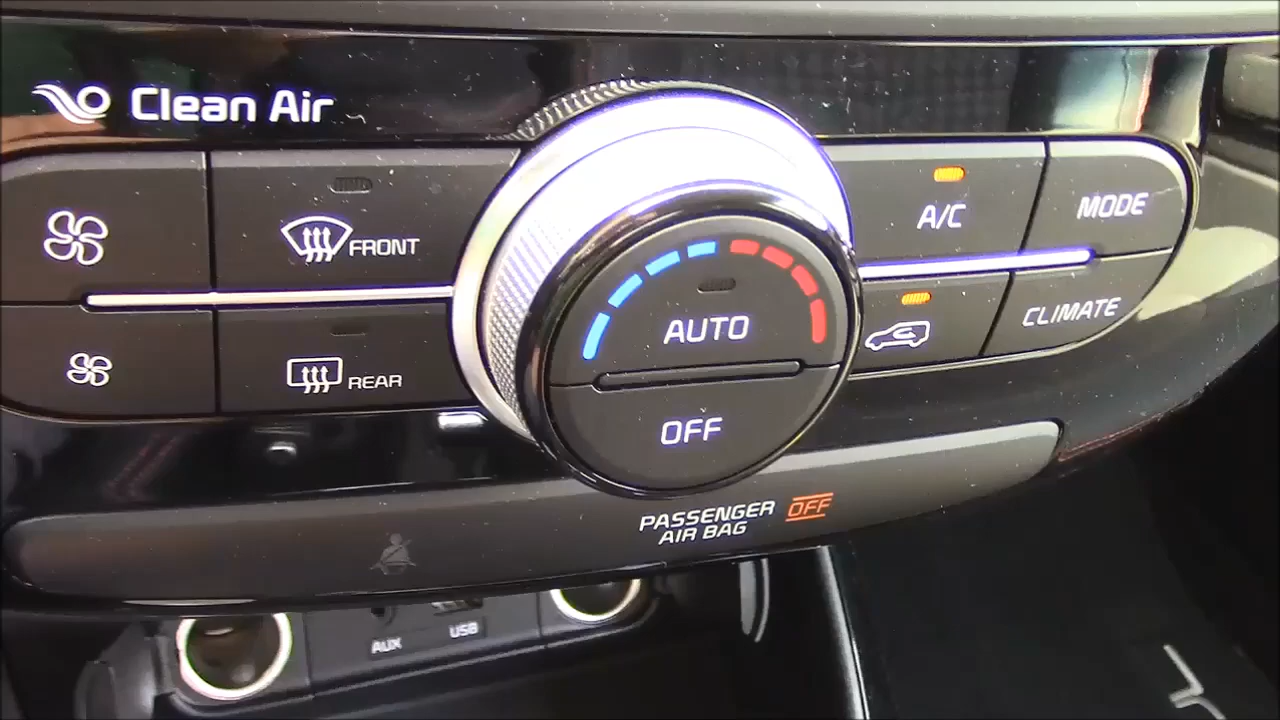 Clean Air
FRONT
A/C
MODE
AUTO
CLIMATE
REAR
OFF
PASSENGER OFF
AIR BAG
AUX
USB